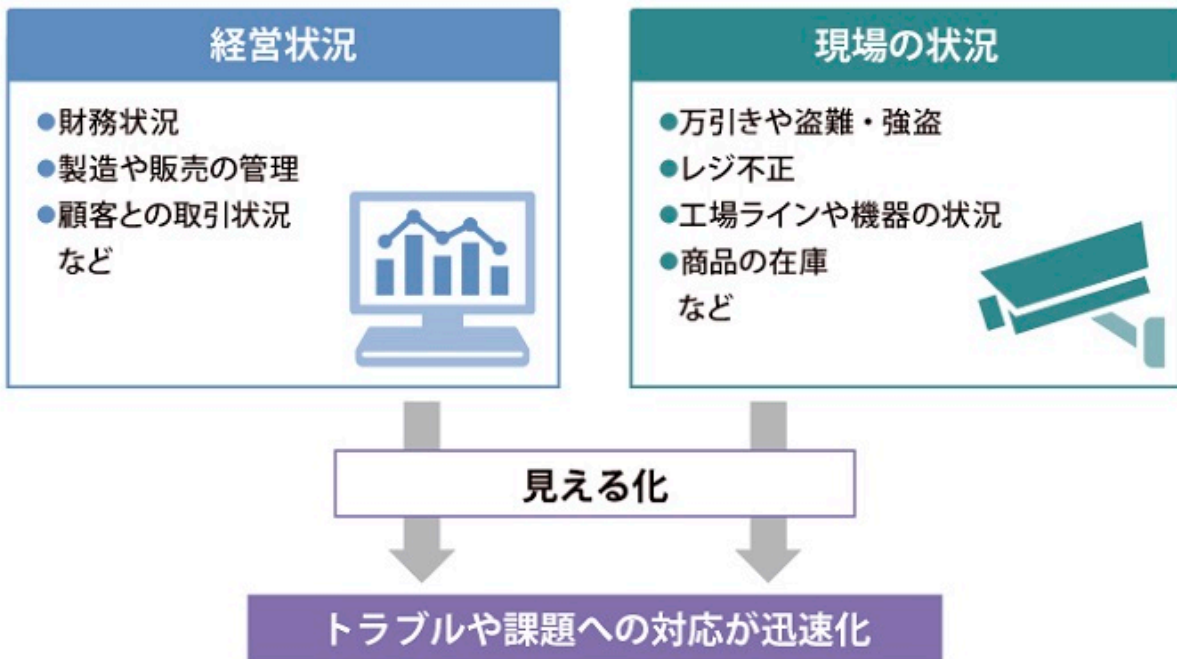 経営状況
●財務状況
●製造や販売の管理
●顧客との取引状況
など
現場の状況
●万引きや盗難・強盗
●レジ不正
●工場ラインや機器の状況
●商品の在庫
など
見える化
トラブルや課題への対応が迅速化